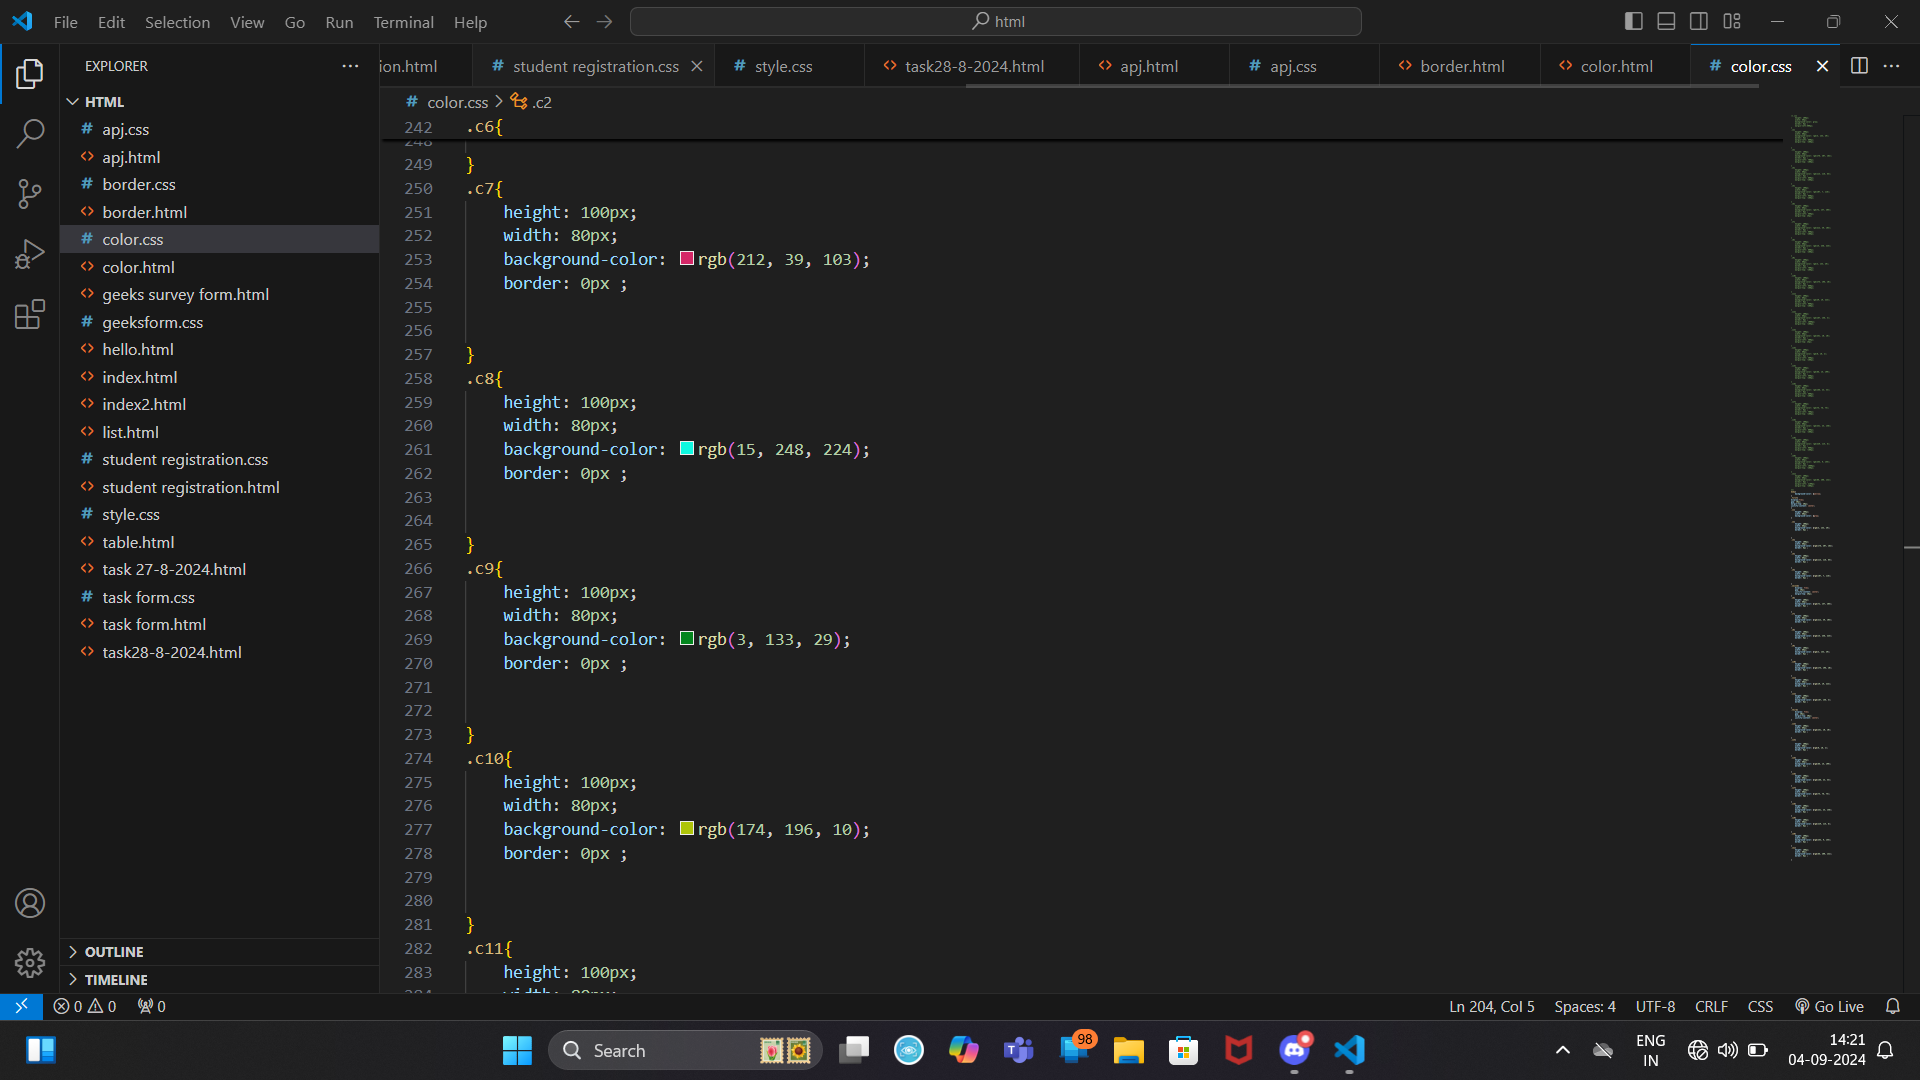 File Edit Selection View Go Run Terminal Help
html
EXPLORER
ion.html
student registration.css
style.css
task28-8-2024.html
apj.html
apj.css
border.html
color.html
color.css
HTML
apj.css
apj.html
border.css
border.html
color.css
color.html
geeks survey form.html
geeksform.css
hello.html
index.html
index2.html
list.html
student registration.css
student registration.html
style.css
table.html
task 27-8-2024.html
task form.css
task form.html
task28-8-2024.html
OUTLINE
TIMELINE
# color.css > .c2
242 .c6{
248
249 }
250 .c7{
251 height: 100px;
252 width: 80px;
253 background-color: rgb(212, 39, 103);
254 border: 0px ;
255
256
257 }
258 .c8{
259 height: 100px;
260 width: 80px;
261 background-color: rgb(15, 248, 224);
262 border: 0px ;
263
264
265 }
266 .c9{
267 height: 100px;
268 width: 80px;
269 background-color: rgb(3, 133, 29);
270 border: 0px ;
271
272
273 }
274 .c10{
275 height: 100px;
276 width: 80px;
277 background-color: rgb(174, 196, 10);
278 border: 0px ;
279
280
281 }
282 .c11{
283 height: 100px;
0 0 0
Ln 204, Col 5 Spaces: 4 UTF-8 CRLF CSS Go Live
Search
98
ENG
IN
14:21
04-09-2024